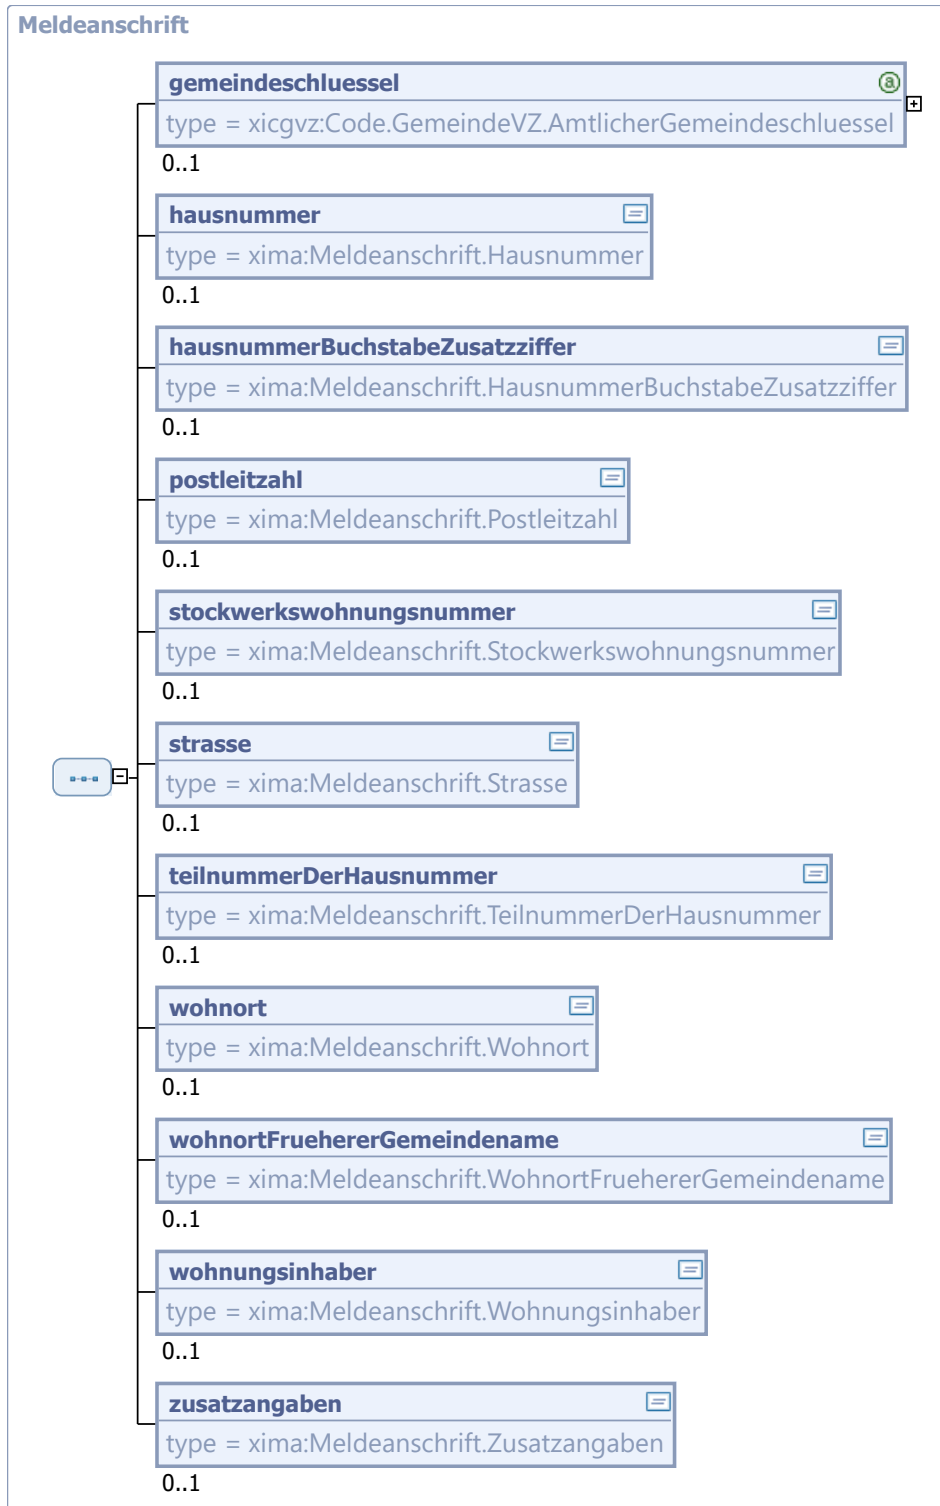 Meldeanschrift
gemeindeschluessel
type = xicgvz:Code.GemeindeVZ.AmtlicherGemeindeschluessel
0..1
hausnummer
type = xima:Meldeanschrift.Hausnummer
0..1
hausnummerBuchstabeZusatzziffer
type = xima:Meldeanschrift.HausnummerBuchstabeZusatzziffer
0..1
postleitzahl
type = xima:Meldeanschrift.Postleitzahl
0..1
stockwerkswohnungsnummer
type = xima:Meldeanschrift.Stockwerkswohnungsnummer
0..1
strasse
type = xima:Meldeanschrift.Strasse
0..1
teilnummerDerHausnummer
type = xima:Meldeanschrift.TeilnummerDerHausnummer
0..1
wohnort
type = xima:Meldeanschrift.Wohnort
0..1
wohnortFruehererGemeindename
type = xima:Meldeanschrift.WohnortFruehererGemeindename
0..1
wohnungsinhaber
type = xima:Meldeanschrift.Wohnungsinhaber
0..1
zusatzangaben
type = xima:Meldeanschrift.Zusatzangaben
0..1